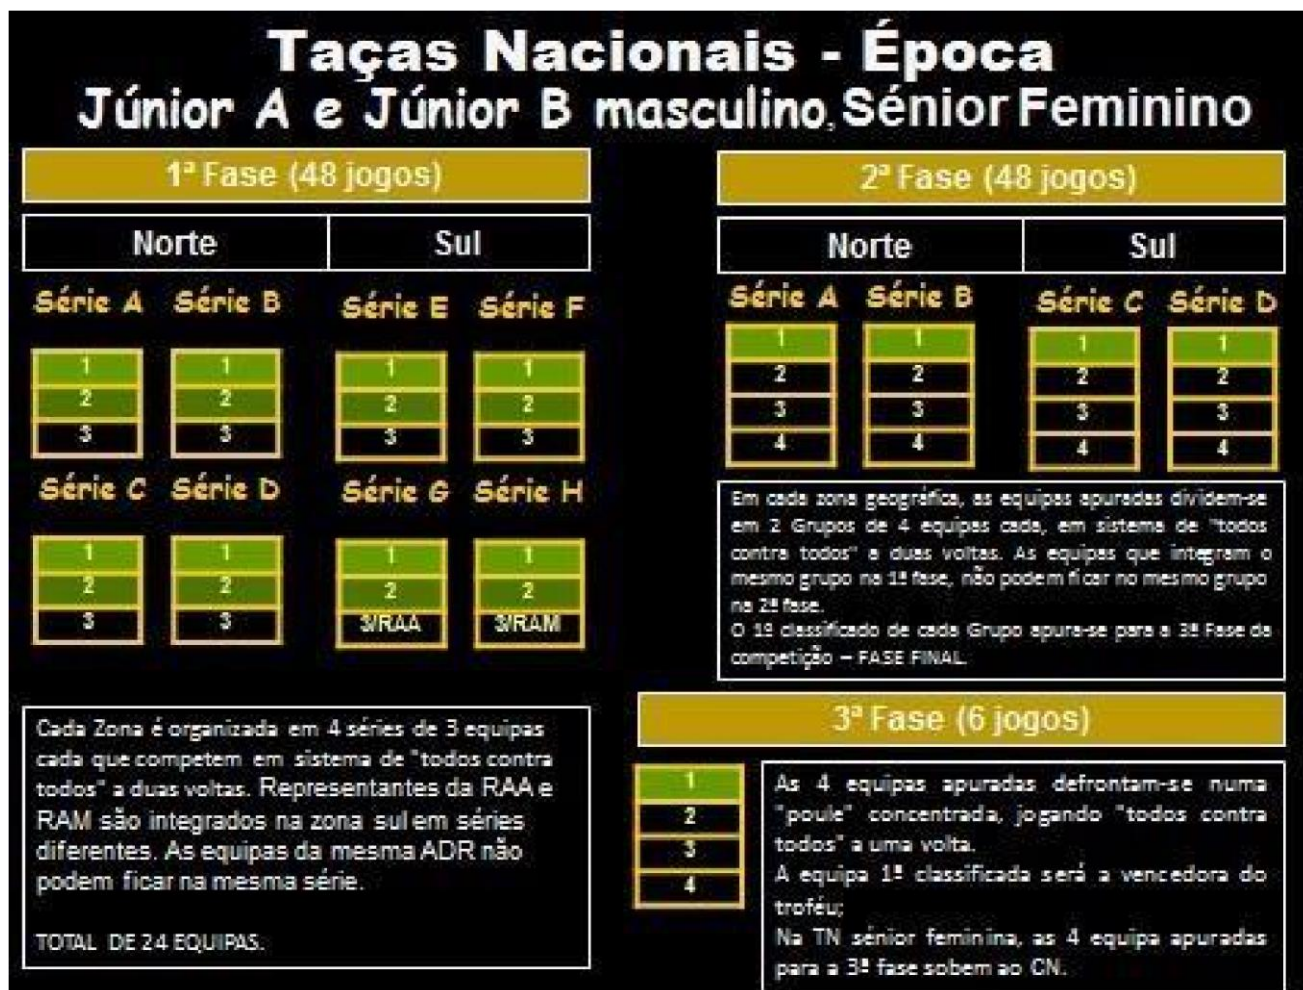 Taças Nacionais - Época
Júnior A e Júnior B masculino, Sénior Feminino
1ª Fase (48 jogos)
Norte
Sul
Série A
Série B
Série E
Série F
1
2
3
1
2
3
1
2
3
1
2
3
Série C
Série D
Série G
Série H
1
2
3
1
2
3
1
2
3/RAA
1
2
3/RAM
Cada Zona é organizada em 4 séries de 3 equipas
cada que competem em sistema de "todos contra
todos" a duas voltas. Representantes da RAA e
RAM são integrados na zona sul em séries
diferentes. As equipas da mesma ADR não
podem ficar na mesma série.
TOTAL DE 24 EQUIPAS.
2ª Fase (48 jogos)
Norte
Sul
Série A
Série B
Série C
Série D
1
2
3
4
1
2
3
4
1
2
3
4
1
2
3
4
Em cada zona geográfica, as equipas apuradas dividem-se
em 2 Grupos de 4 equipas cada, em sistema de "todos
contra todos" a duas voltas. As equipas que integram o
mesmo grupo na 1ª fase, não podem ficar no mesmo grupo
na 2ª fase.
O 1º classificado de cada Grupo apura-se para a 3ª Fase da
competição – FASE FINAL.
3ª Fase (6 jogos)
1
2
3
4
As 4 equipas apuradas defrontam-se numa
"poule" concentrada, jogando "todos contra
todos" a uma volta.
A equipa 1ª classificada será a vencedora do
troféu;
Na TN sénior feminina, as 4 equipa apuradas
para a 3ª fase sobem ao CN.